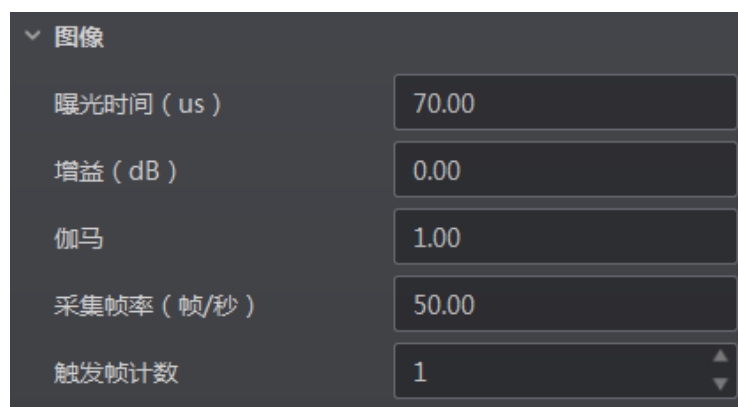 图像
曝光时间（us） 70.00
增益（dB） 0.00
伽马 1.00
采集帧率（帧/秒） 50.00
触发帧计数 1